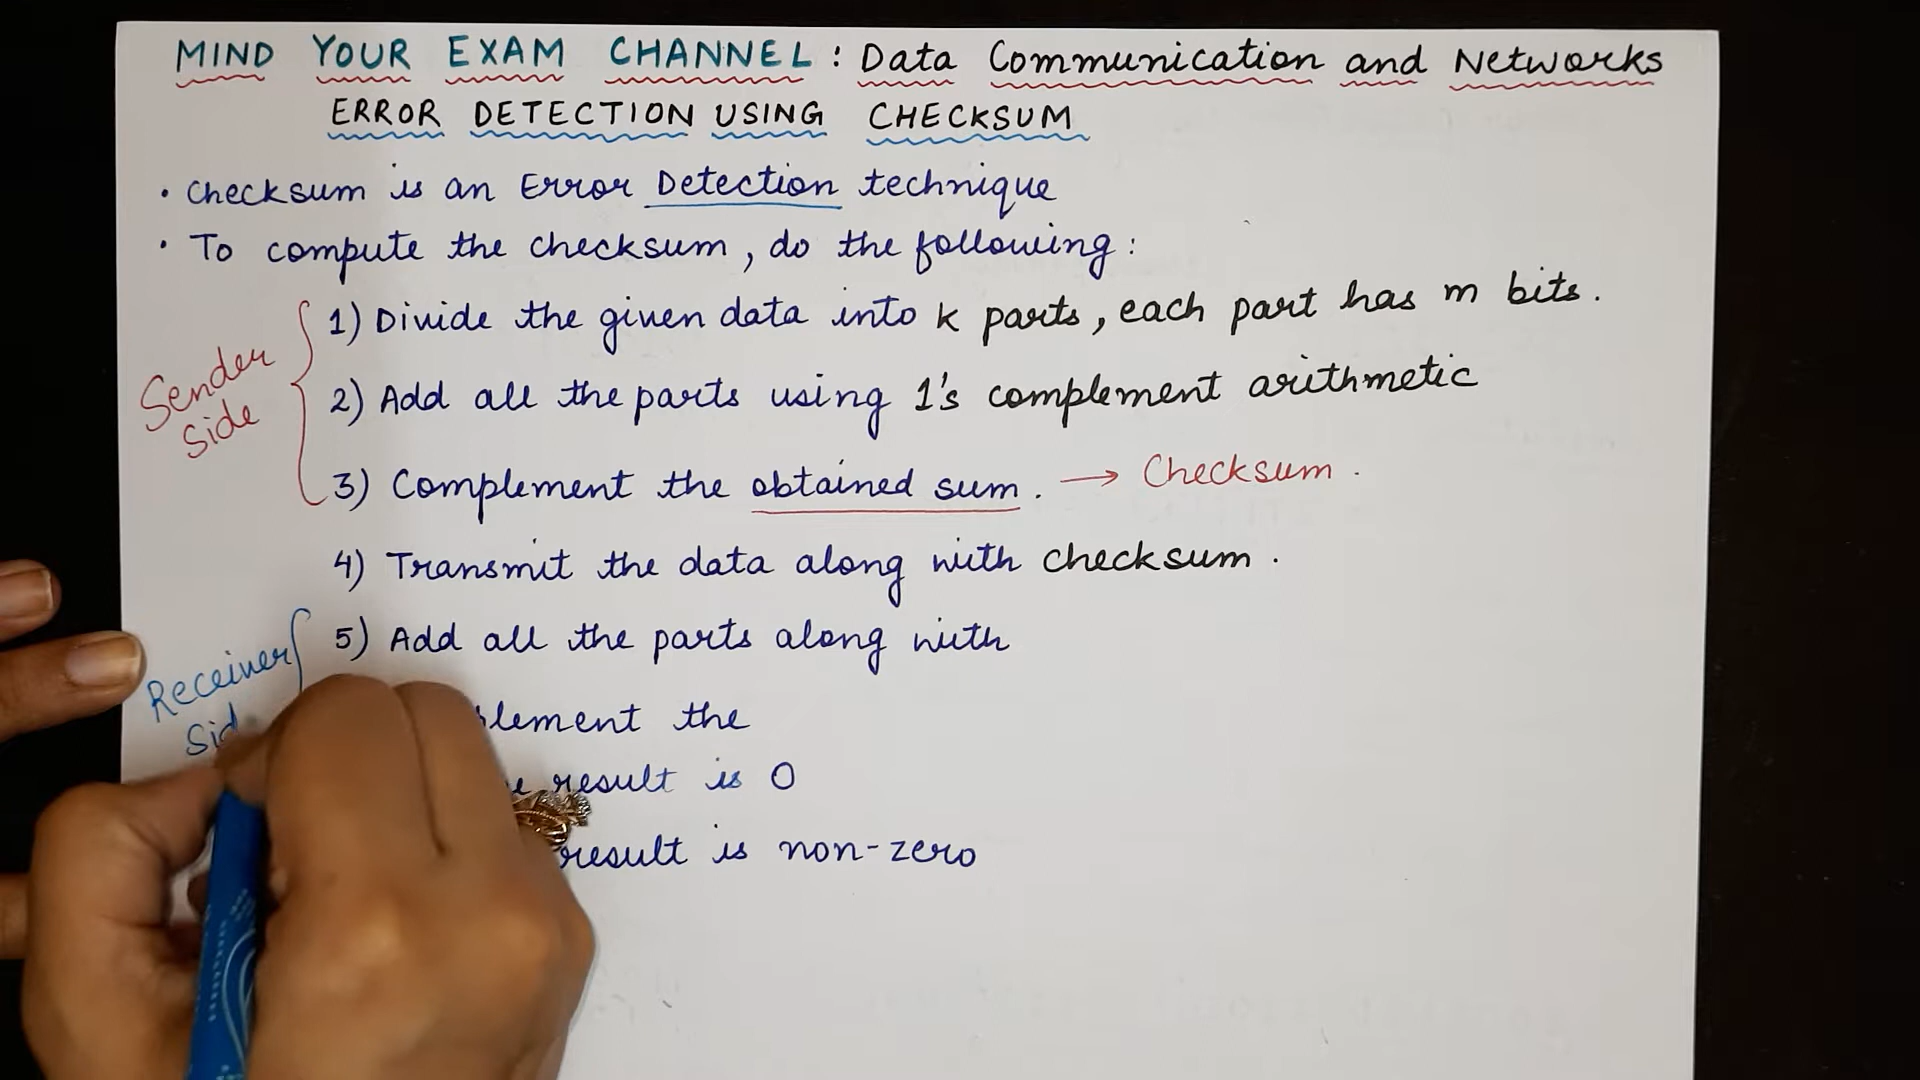 MIND YOUR EXAM CHANNEL : Data Communication and Networks
ERROR DETECTION USING CHECKSUM
• Checksum is an Error Detection technique
• To compute the checksum, do the following:
Sender side
1) Divide the given data into k parts, each part has m bits.
2) Add all the parts using 1's complement arithmetic
3) Complement the obtained sum. → Checksum.
4) Transmit the data along with checksum.
Receiver
5) Add all the parts along with
the
result is 0
result is non-zero